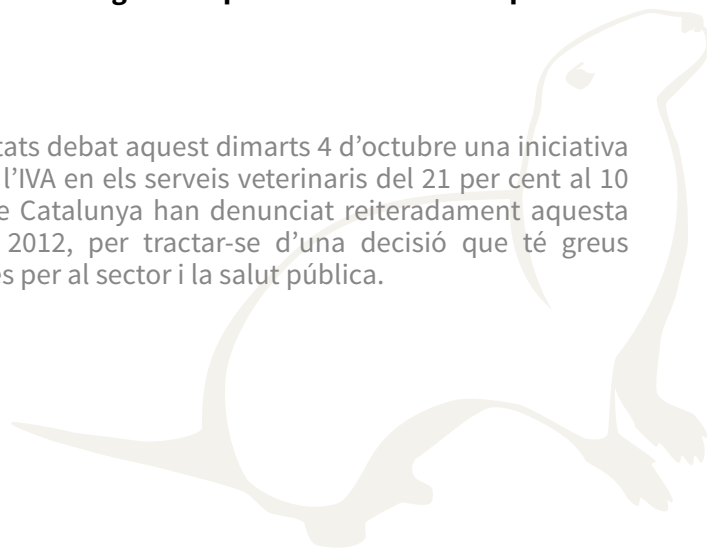 tats debat aquest dimarts 4 d’octubre una iniciativa
l’IVA en els serveis veterinaris del 21 per cent al 10
e Catalunya han denunciat reiteradament aquesta
2012, per tractar-se d’una decisió que té greus
es per al sector i la salut pública.